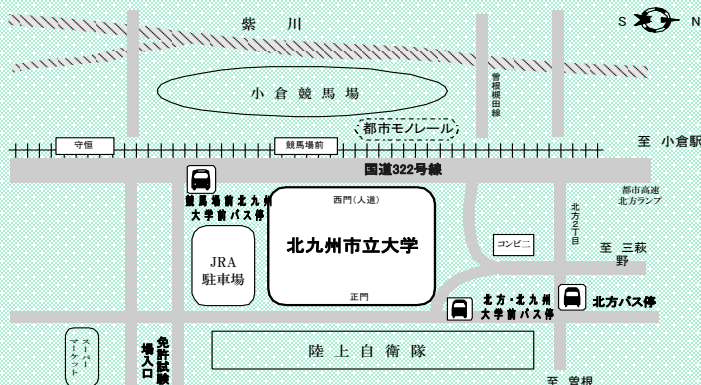 紫川
S N
小倉競馬場
曽根槻田線
都市モノレール
至 小倉駅
守恒
競馬場前
国道322号線
都市高速
北方ランプ
競馬場前北九州
大学前バス停
西門(人道)
北方2丁目
北九州市立大学
コンビニ
至 三萩
野
JRA
駐車場
正門
北方・北九州
大学前バス停
北方バス停
スーパー
マーケット
免許試験
場入口
陸上自衛隊
至 曽根